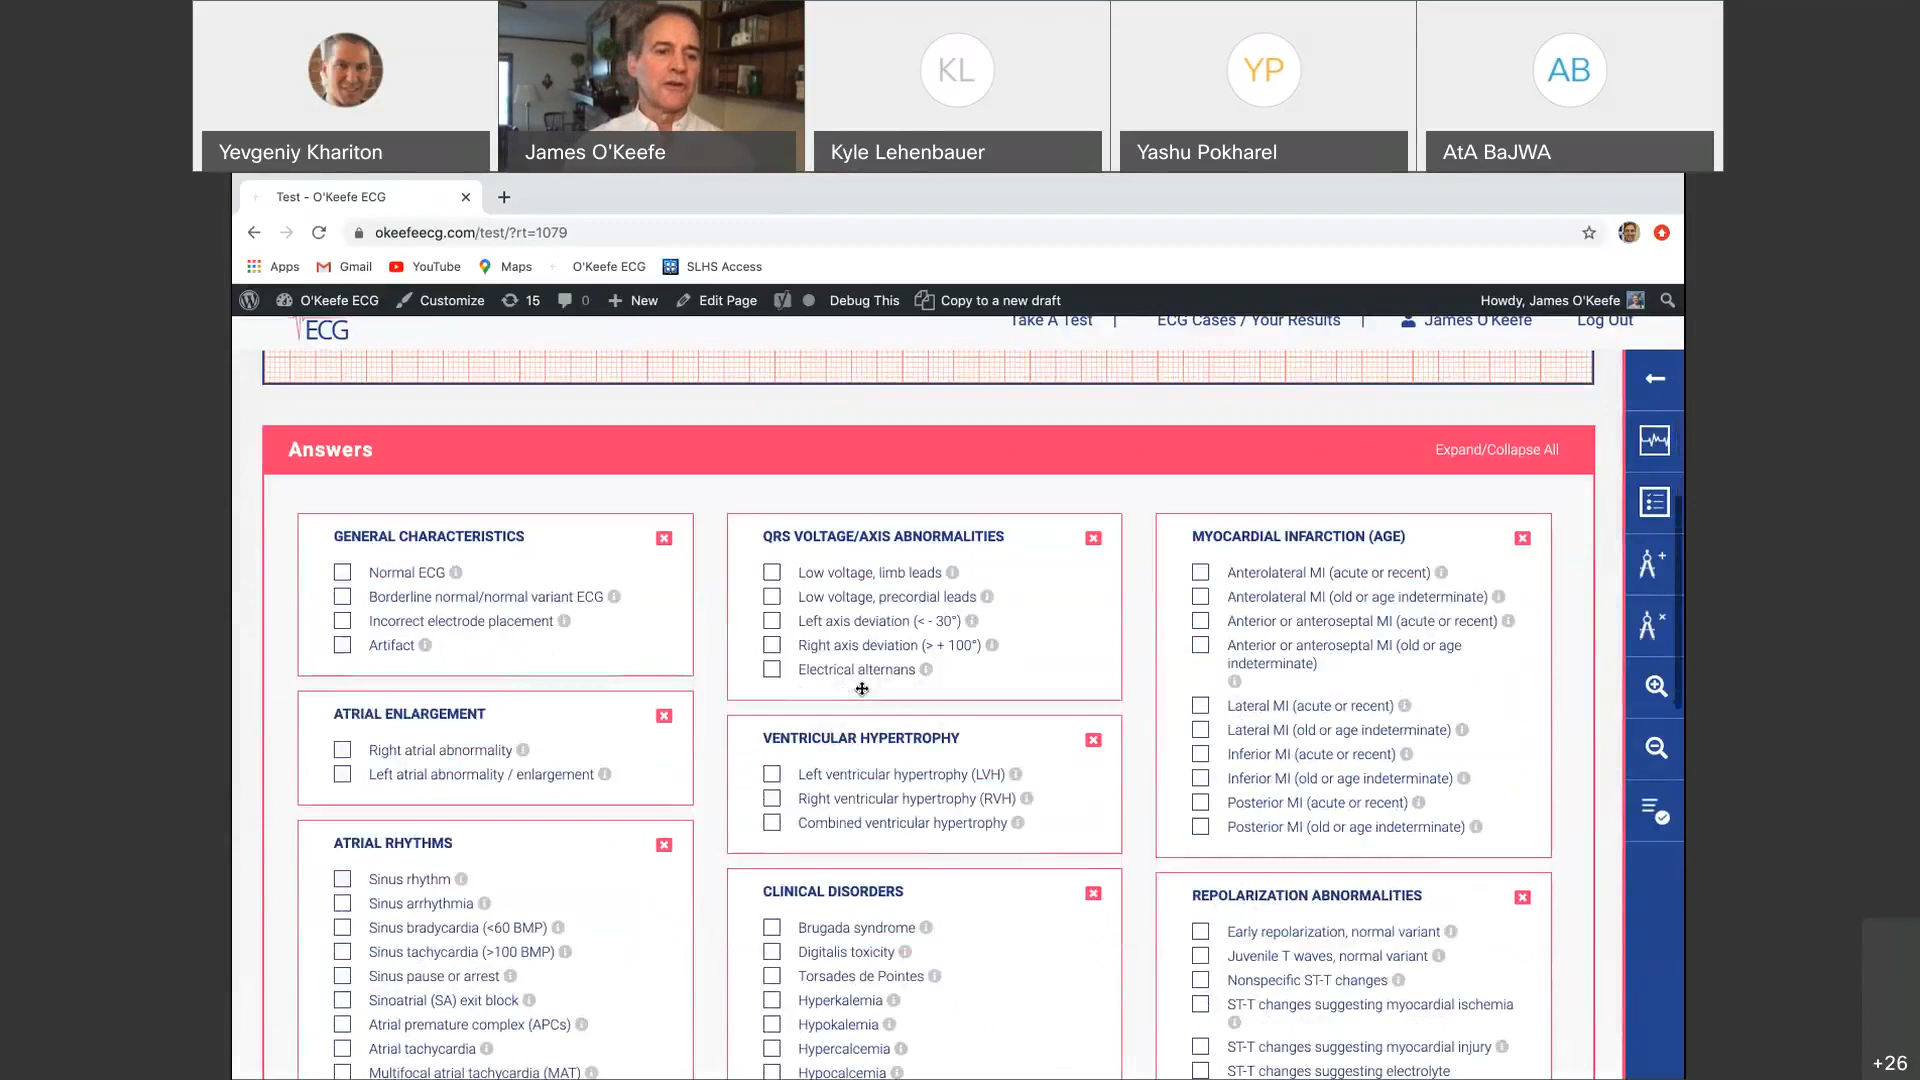 KL
YP
AB
Yevgeniy Khariton
James O'Keefe
Kyle Lehenbauer
Yashu Pokharel
AtA BaJWA
Test - O'Keefe ECG
okeefeecg.com/test/?rt=1079
Apps
Gmail
YouTube
Maps
O'Keefe ECG
SLHS Access
O'Keefe ECG
Customize
15
0
New
Edit Page
Debug This
Copy to a new draft
Howdy, James O'Keefe
ECG
Take A Test |
ECG Cases / Your Results |
James O'Keefe
Log Out
Answers
Expand/Collapse All
GENERAL CHARACTERISTICS
Normal ECG
Borderline normal/normal variant ECG
Incorrect electrode placement
Artifact
ATRIAL ENLARGEMENT
Right atrial abnormality
Left atrial abnormality / enlargement
ATRIAL RHYTHMS
Sinus rhythm
Sinus arrhythmia
Sinus bradycardia (<60 BMP)
Sinus tachycardia (>100 BMP)
Sinus pause or arrest
Sinoatrial (SA) exit block
Atrial premature complex (APCs)
Atrial tachycardia
Multifocal atrial tachycardia (MAT)
QRS VOLTAGE/AXIS ABNORMALITIES
Low voltage, limb leads
Low voltage, precordial leads
Left axis deviation (< - 30°)
Right axis deviation (> + 100°)
Electrical alternans
VENTRICULAR HYPERTROPHY
Left ventricular hypertrophy (LVH)
Right ventricular hypertrophy (RVH)
Combined ventricular hypertrophy
CLINICAL DISORDERS
Brugada syndrome
Digitalis toxicity
Torsades de Pointes
Hyperkalemia
Hypokalemia
Hypercalcemia
Hypocalcemia
MYOCARDIAL INFARCTION (AGE)
Anterolateral MI (acute or recent)
Anterolateral MI (old or age indeterminate)
Anterior or anteroseptal MI (acute or recent)
Anterior or anteroseptal MI (old or age
indeterminate)
Lateral MI (acute or recent)
Lateral MI (old or age indeterminate)
Inferior MI (acute or recent)
Inferior MI (old or age indeterminate)
Posterior MI (acute or recent)
Posterior MI (old or age indeterminate)
REPOLARIZATION ABNORMALITIES
Early repolarization, normal variant
Juvenile T waves, normal variant
Nonspecific ST-T changes
ST-T changes suggesting myocardial ischemia
ST-T changes suggesting myocardial injury
ST-T changes suggesting electrolyte
+26